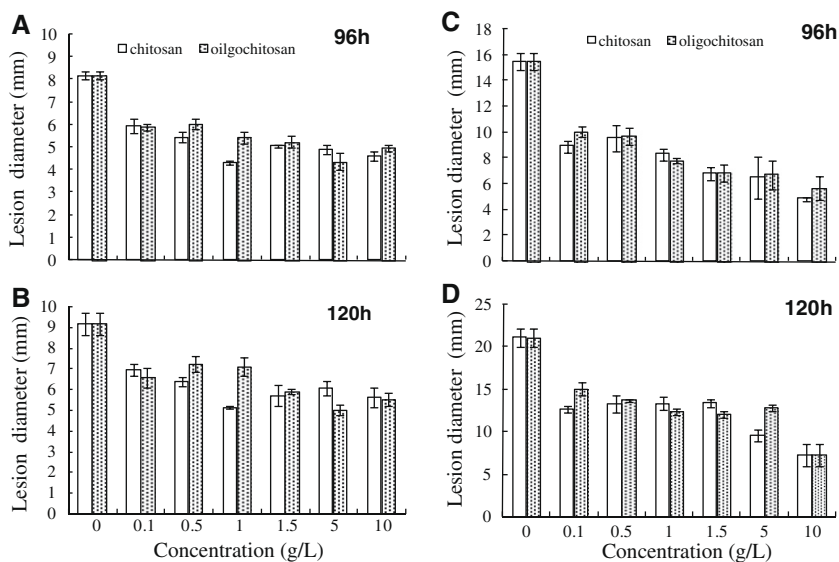 A
96h
chitosan
oilgochitosan
Lesion diameter (mm)
10
9
8
7
6
5
4
3
2
1
0
B
120h
Lesion diameter (mm)
10
9
8
7
6
5
4
3
2
1
0
0 0.1 0.5 1 1.5 5 10
Concentration (g/L)
C
96h
chitosan
oligochitosan
Lesion diameter (mm)
18
16
14
12
10
8
6
4
2
0
D
120h
Lesion diameter (mm)
25
20
15
10
5
0
0 0.1 0.5 1 1.5 5 10
Concentration (g/L)